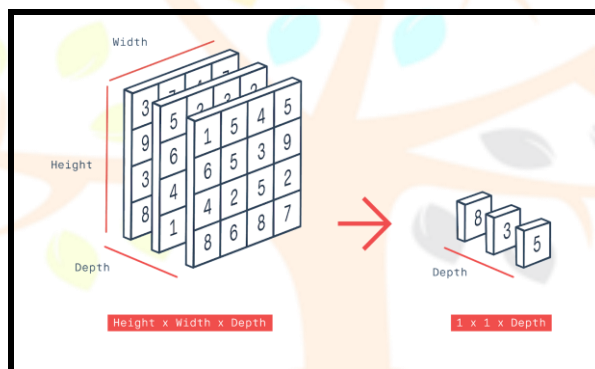 Width
Height
Depth
3
9
3
8
5
6
4
1
1 5 4 5
6 5 3 9
4 2 5 2
8 6 8 7
8
3
5
Depth
Height x Width x Depth
1 x 1 x Depth